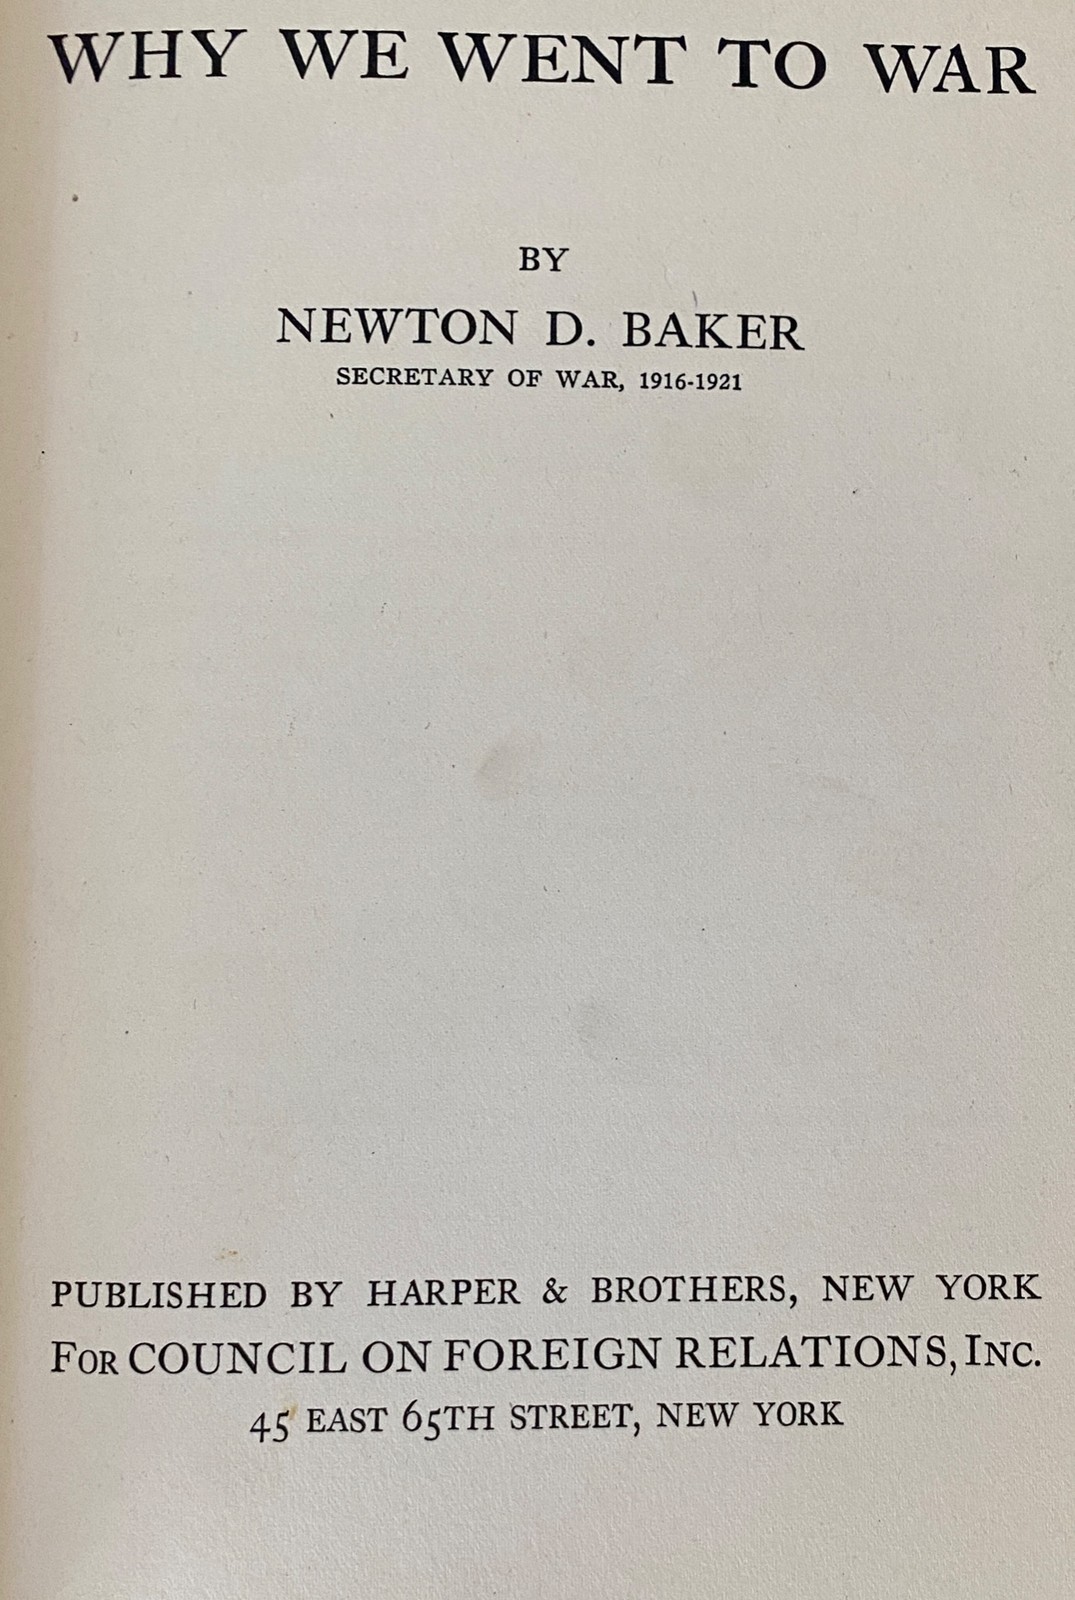 WHY WE WENT TO WAR
BY
NEWTON D. BAKER
SECRETARY OF WAR, 1916-1921
PUBLISHED BY HARPER & BROTHERS, NEW YORK
FOR COUNCIL ON FOREIGN RELATIONS, INC.
45 EAST 65TH STREET, NEW YORK